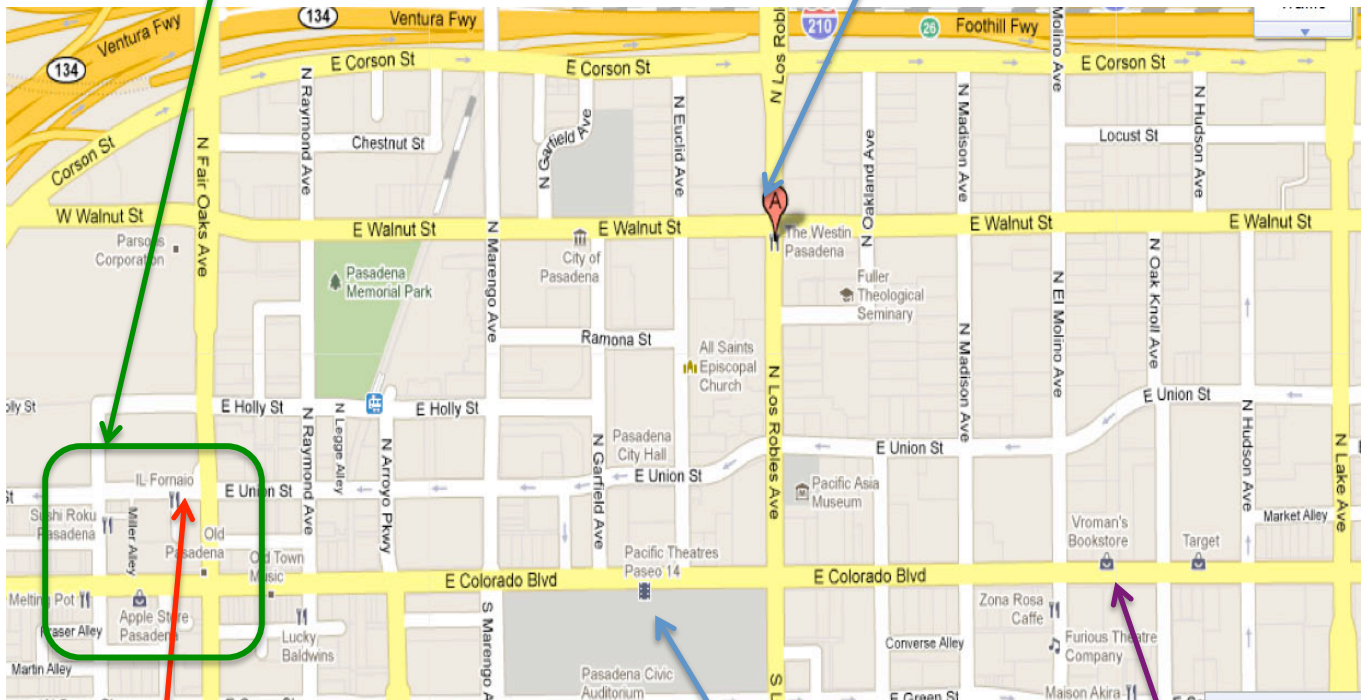 134
Ventura Fwy
Ventura Fwy
134
210
26
Foothill Fwy
E Corson St
E Corson St
E Corson St
Corson St
N Los Robl
Molino Ave
N Raymond Ave
Chestnut St
N Garfield Ave
N Euclid Ave
N Oakland Ave
N Madison Ave
Locust St
N Hudson Ave
N Fair Oaks Ave
A
W Walnut St
E Walnut St
E Walnut St
E Walnut St
E Walnut St
Parsons
Corporation
Pasadena
Memorial Park
N Marengo Ave
City of
Pasadena
The Westin
Pasadena
Fuller
Theological
Seminary
N El Molino Ave
N Oak Knoll Ave
Ramona St
All Saints
Episcopal
Church
N Los Robles Ave
N Madison Ave
olly St
E Holly St
E Holly St
N Raymond Ave
N Legge Alley
N Arroyo Pkwy
N Garfield Ave
Pasadena
City Hall
E Union St
E Union St
E Union St
E Union St
N Hudson Ave
N Lake Ave
IL Fornaio
Sushi Roku
Pasadena
Miller Alley
Old
Pasadena
Old Town
Music
Pacific Asia
Museum
Vroman's
Bookstore
Target
Market Alley
Pacific Theatres
Paseo 14
E Colorado Blvd
E Colorado Blvd
Melting Pot
Apple Store
Pasadena
Fraser Alley
Martin Alley
Lucky
Baldwins
S Marengo A
Pasadena Civic
Auditorium
S L
Zona Rosa
Caffe
Furious Theatre
Company
Converse Alley
Maison Akira
E Green St